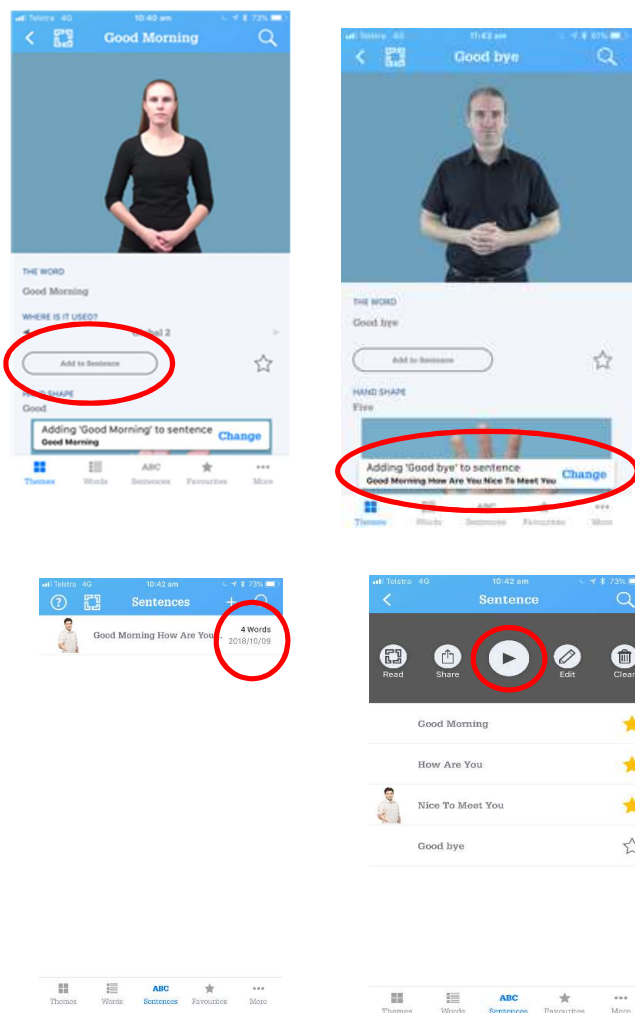 Telstra 4G 10:40 am 73%
Good Morning
THE WORD
Good Morning
WHERE IS IT USED?
Global 2
Add to Sentence
HAND SHAPE
Good
Adding 'Good Morning' to sentence
Good Morning
Change
Themes Words ABC Sentences Favourites More
Telstra 4G am
Good bye
THE WORD
Good bye
Add to Sentence
HAND SHAPE
Five
Adding 'Good bye' to sentence
Good Morning How Are You Nice To Meet You
Change
Themes Words ABC Sentences Favourites More
Telstra 4G 10:42 am 73%
? Sentences +
Good Morning How Are You...
4 Words
2018/10/09
Themes Words ABC Sentences Favourites More
Telstra 4G 10:42 am 73%
Sentence
Read Share Edit Clear
Good Morning
How Are You
Nice To Meet You
Good bye
Themes Words ABC Sentences Favourites More